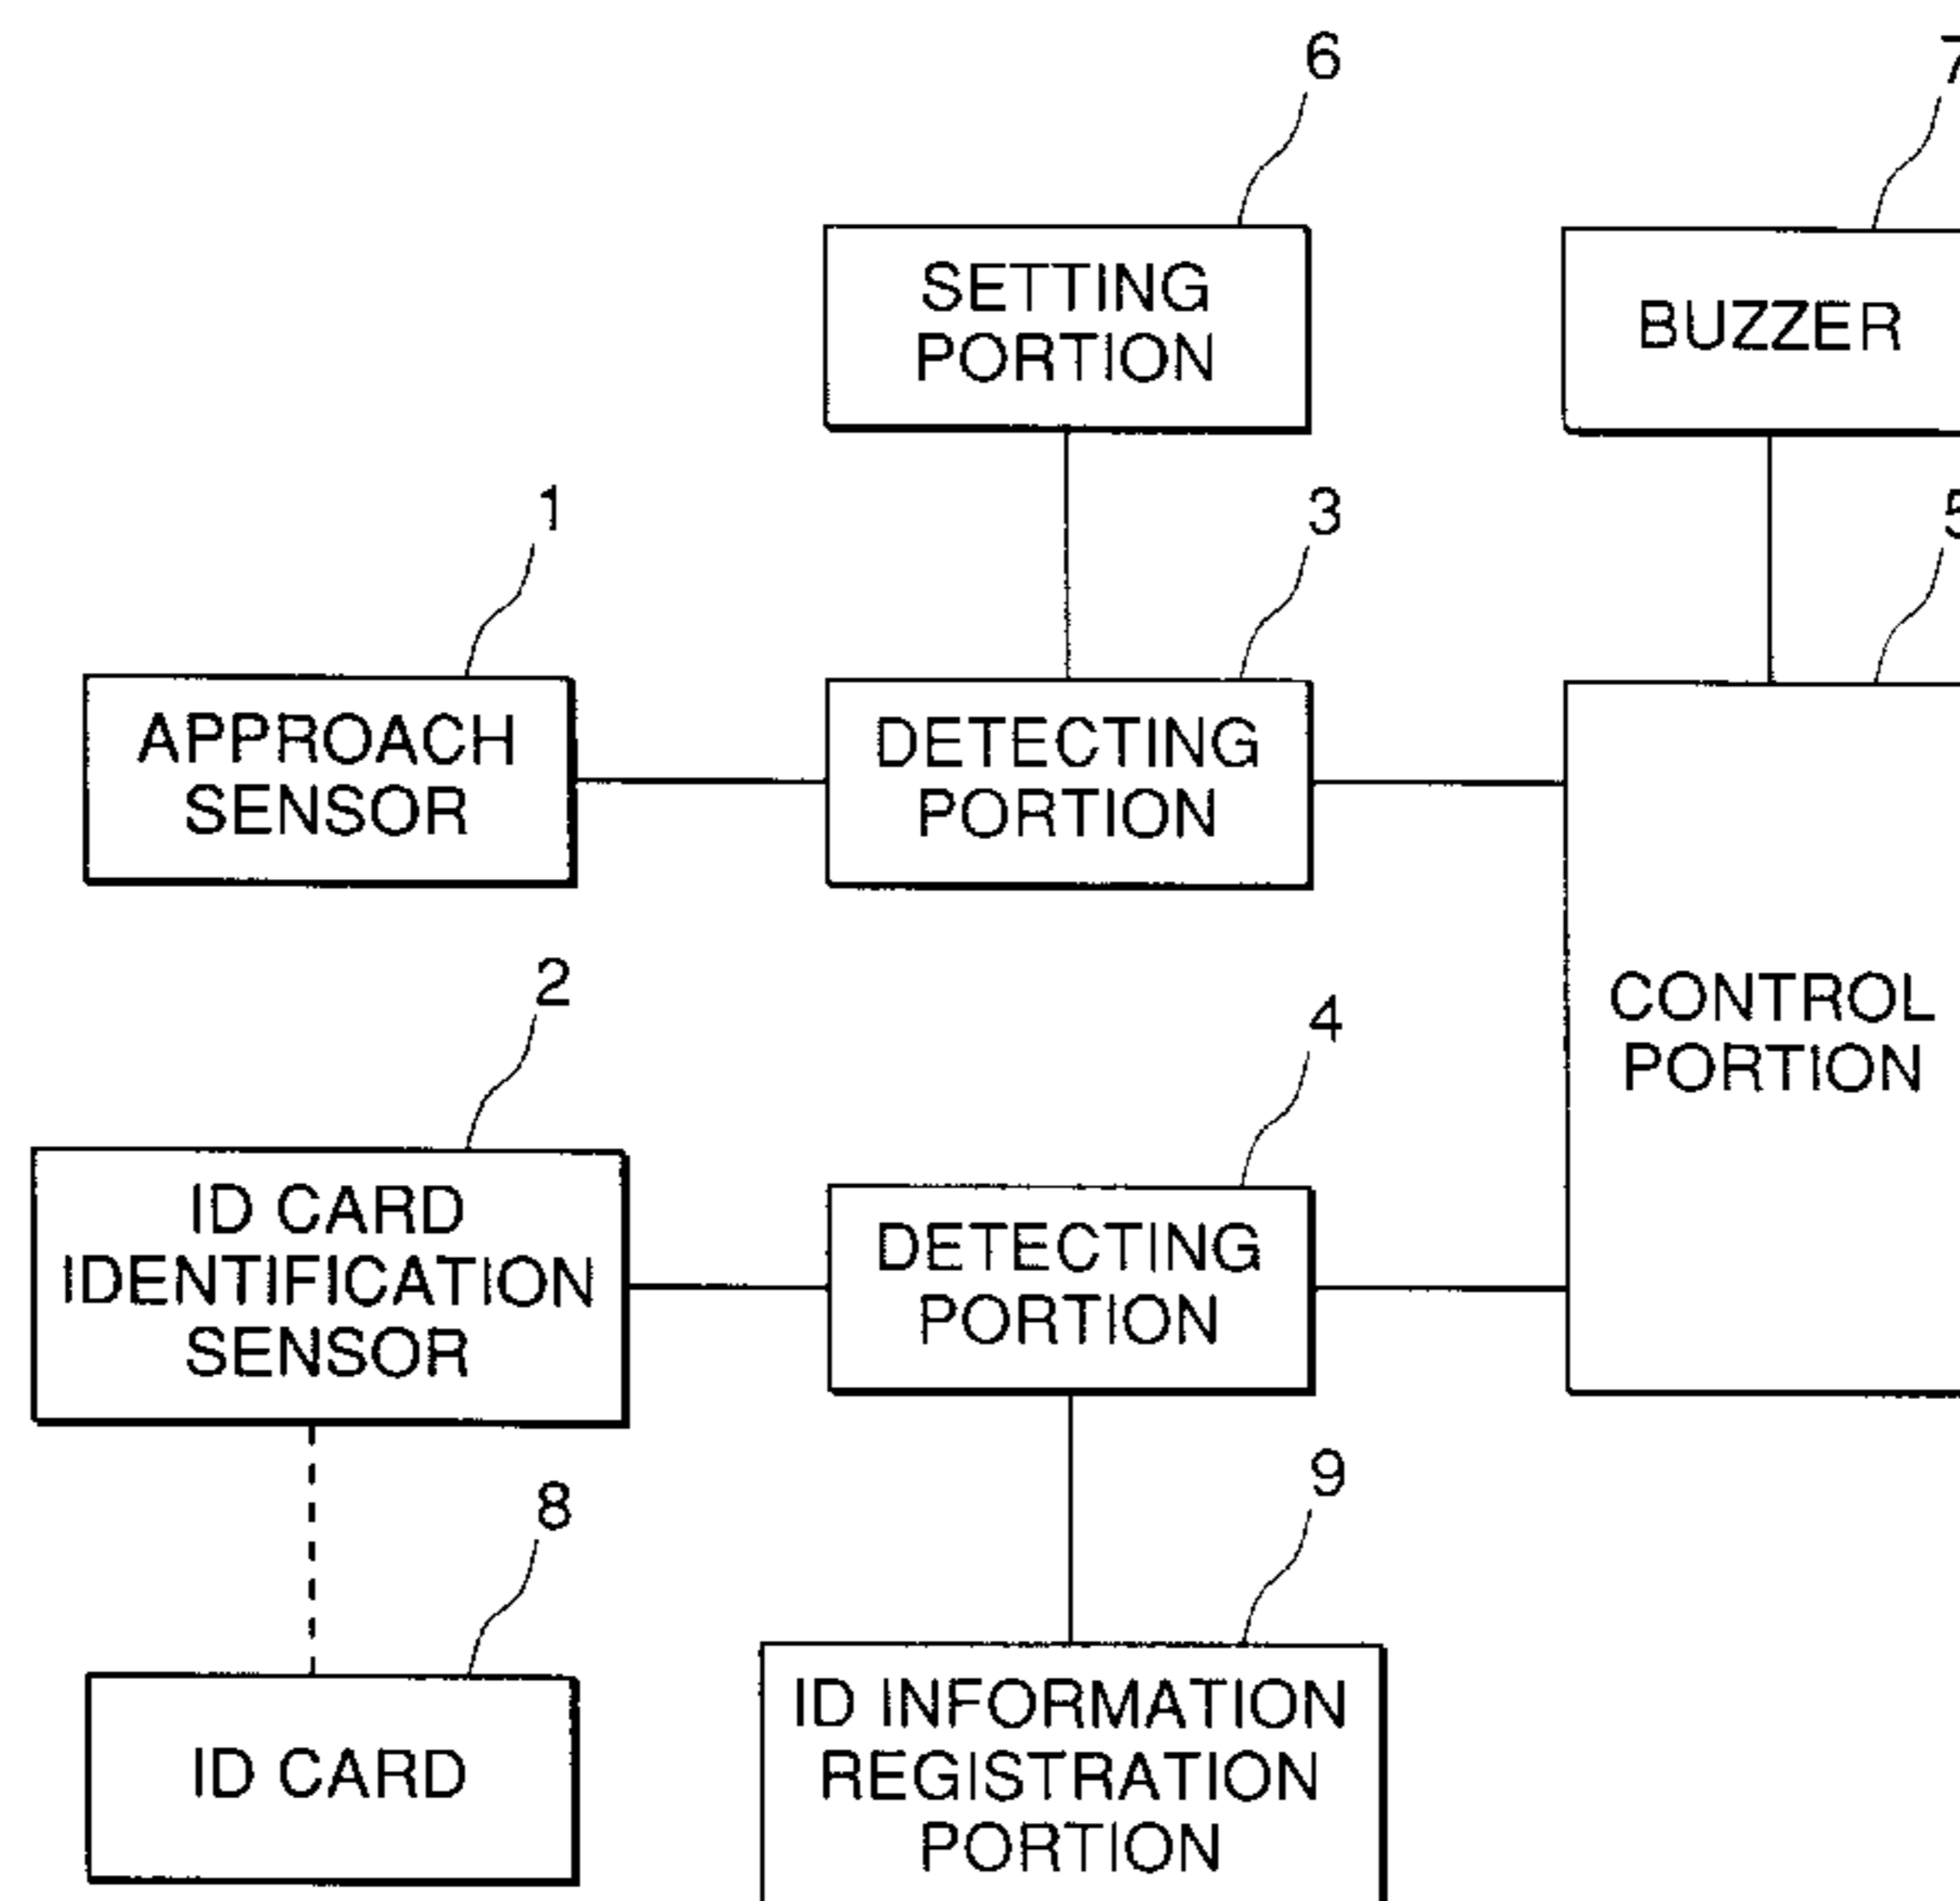 6
7
SETTING
PORTION
BUZZER
1
3
5
APPROACH
SENSOR
DETECTING
PORTION
2
4
CONTROL
PORTION
ID CARD
IDENTIFICATION
SENSOR
DETECTING
PORTION
8
9
ID CARD
ID INFORMATION
REGISTRATION
PORTION